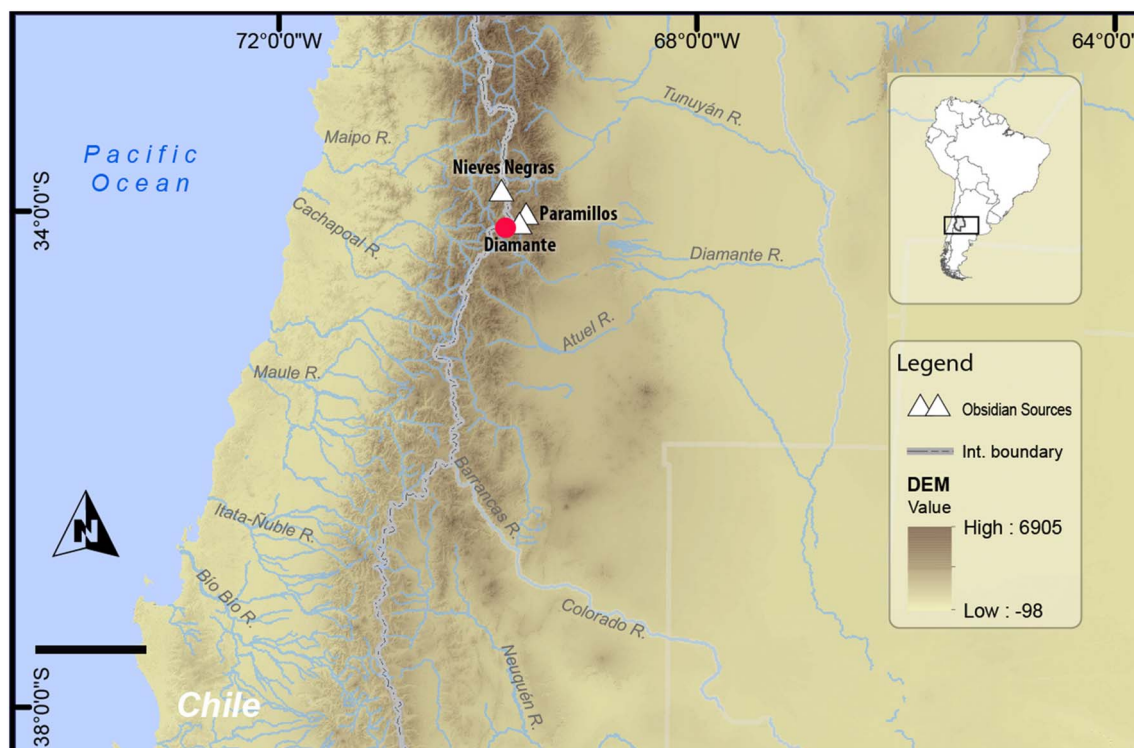 72°0'0"W
68°0'0"W
64°0'0"W
Tunuyán R.
Maipo R.
Pacific
Ocean
Nieves Negras
34°0'0"S
Cachapoal R.
Paramillos
Diamante
Diamante R.
Atuel R.
Maule R.
Legend
Obsidian Sources
Int. boundary
DEM
Value
High : 6905
Low : -98
Barrancas R.
N
Itata-Ñuble R.
Bío Bío R.
Colorado R.
Neuquén R.
Chile
38°0'0"S